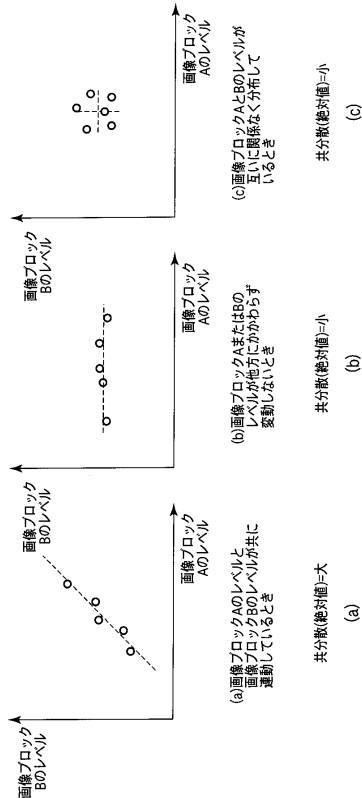 画像ブロック
Bのレベル
画像ブロック
Bのレベル
画像ブロック
Aのレベル
(a)画像ブロックAのレベルと
画像ブロックBのレベルが共に
連動しているとき
共分散(絶対値)=大
(a)
画像ブロック
Aのレベル
(b)画像ブロックAまたはBの
レベルが他方にかかわらず
変動しないとき
共分散(絶対値)=小
(b)
画像ブロック
Bのレベル
画像ブロック
Aのレベル
(c)画像ブロックAとBのレベルが
互いに関係なく分布して
いるとき
共分散(絶対値)=小
(c)